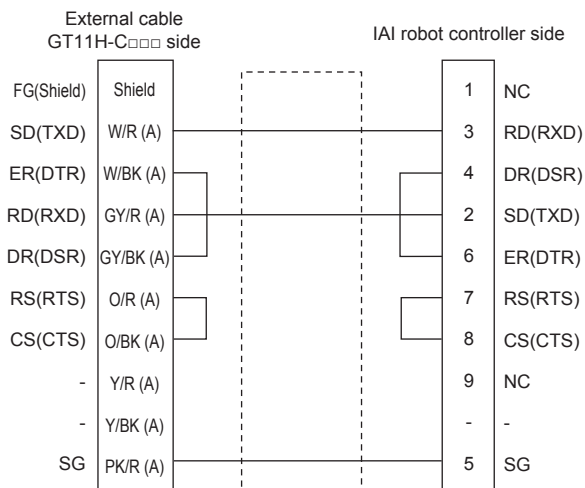 External cable
GT11H-C□□□ side
IAI robot controller side
FG(Shield) Shield 1 NC
SD(TXD) W/R (A) 3 RD(RXD)
ER(DTR) W/BK (A) 4 DR(DSR)
RD(RXD) GY/R (A) 2 SD(TXD)
DR(DSR) GY/BK (A) 6 ER(DTR)
RS(RTS) O/R (A) 7 RS(RTS)
CS(CTS) O/BK (A) 8 CS(CTS)
- Y/R (A) 9 NC
- Y/BK (A) - -
SG PK/R (A) 5 SG